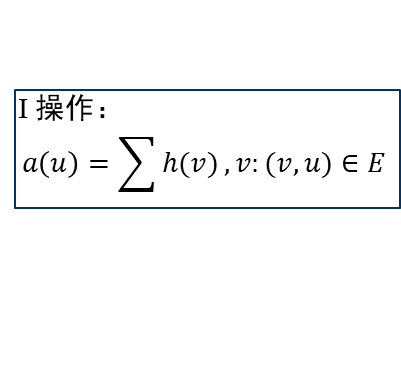 I 操作：
a(u) = ∑ h(v) , v: (v, u) ∈ E